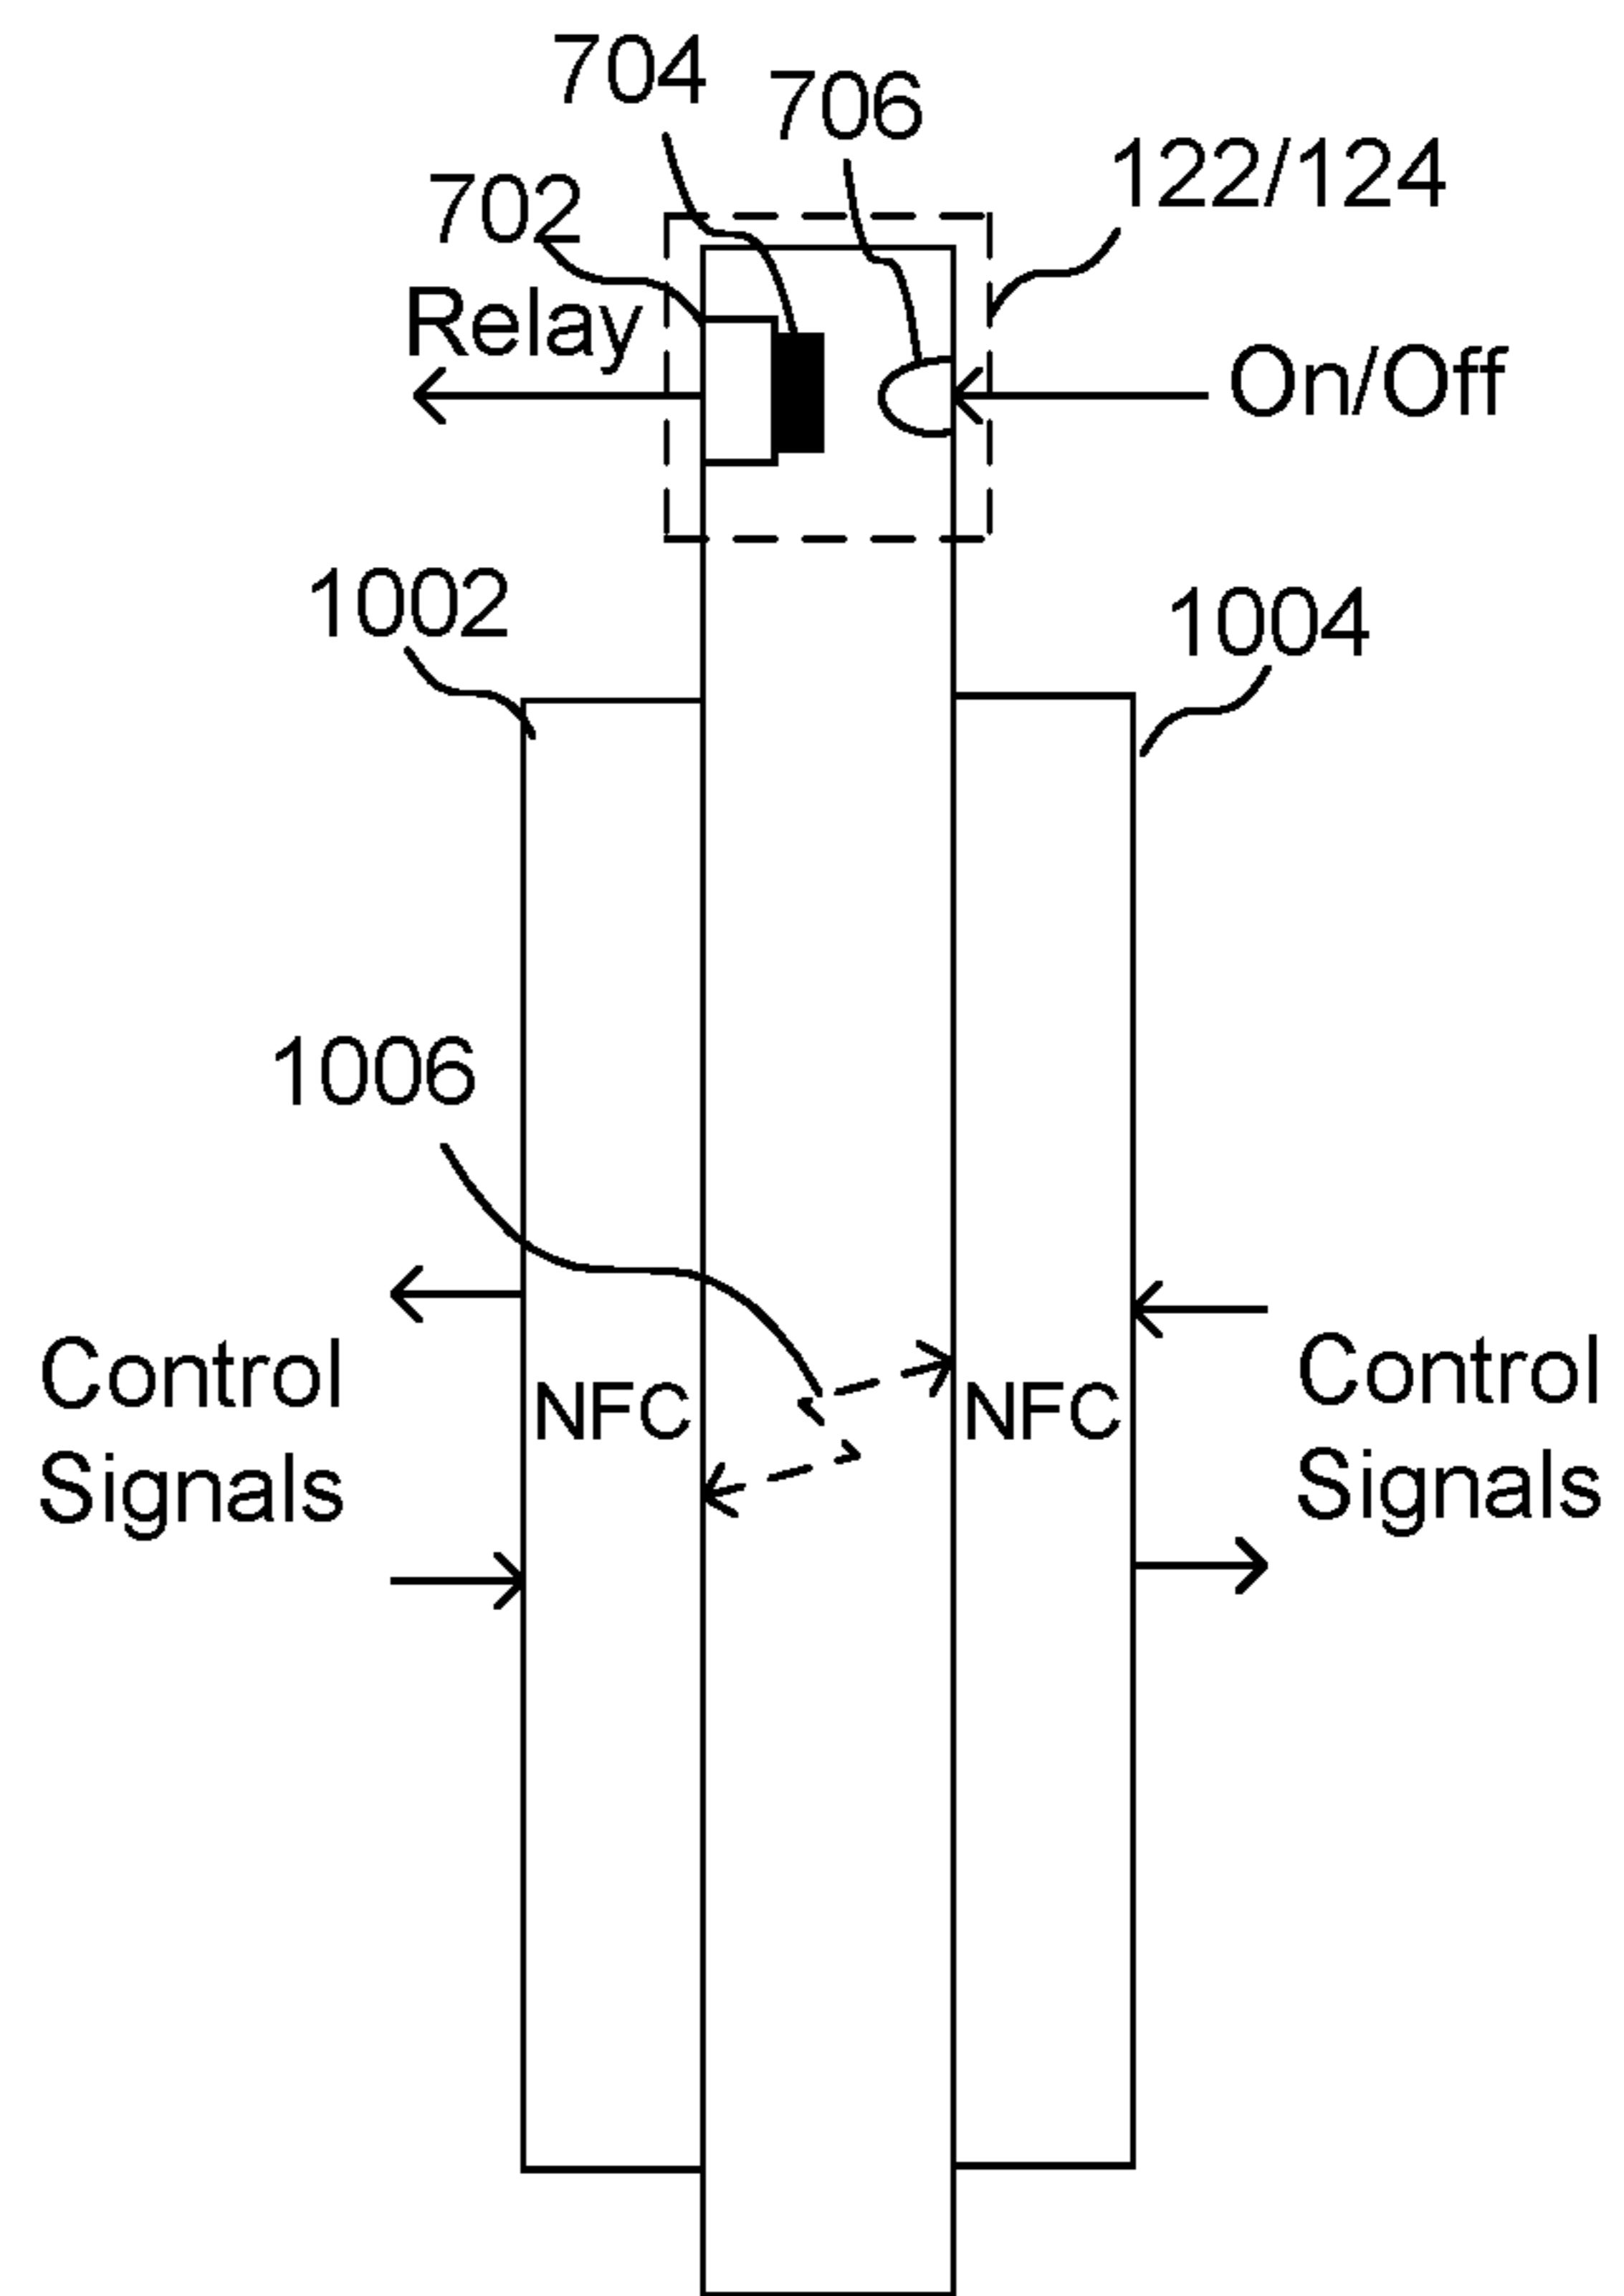 704
706
122/124
702
Relay
On/Off
1002
1004
1006
Control
Signals
NFC
NFC
Control
Signals